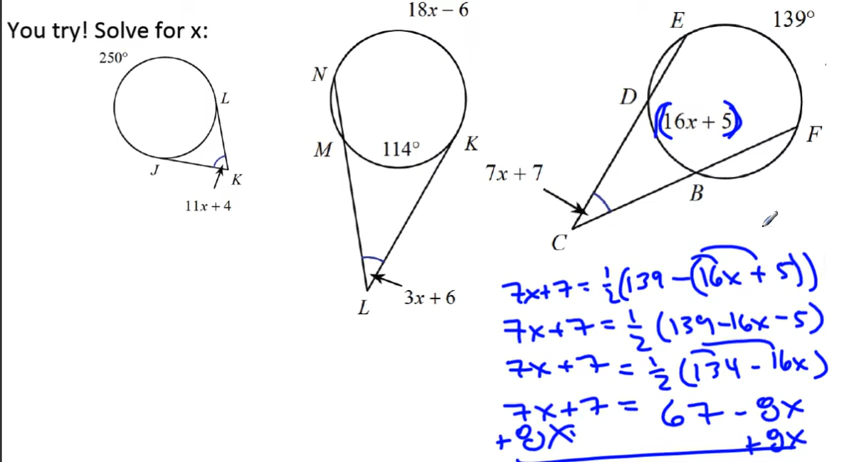 You try! Solve for x:
250°
L
J
K
11x + 4
18x – 6
N
M
114°
K
L
3x + 6
E
139°
D
(16x + 5)
F
7x + 7
B
C
7x+7 = 1/2(139 - (16x + 5))
7x+7 = 1/2 (139-16x-5)
7x+7 = 1/2 (134 - 16x)
7x+7 = 67 - 8x
+8x +8x